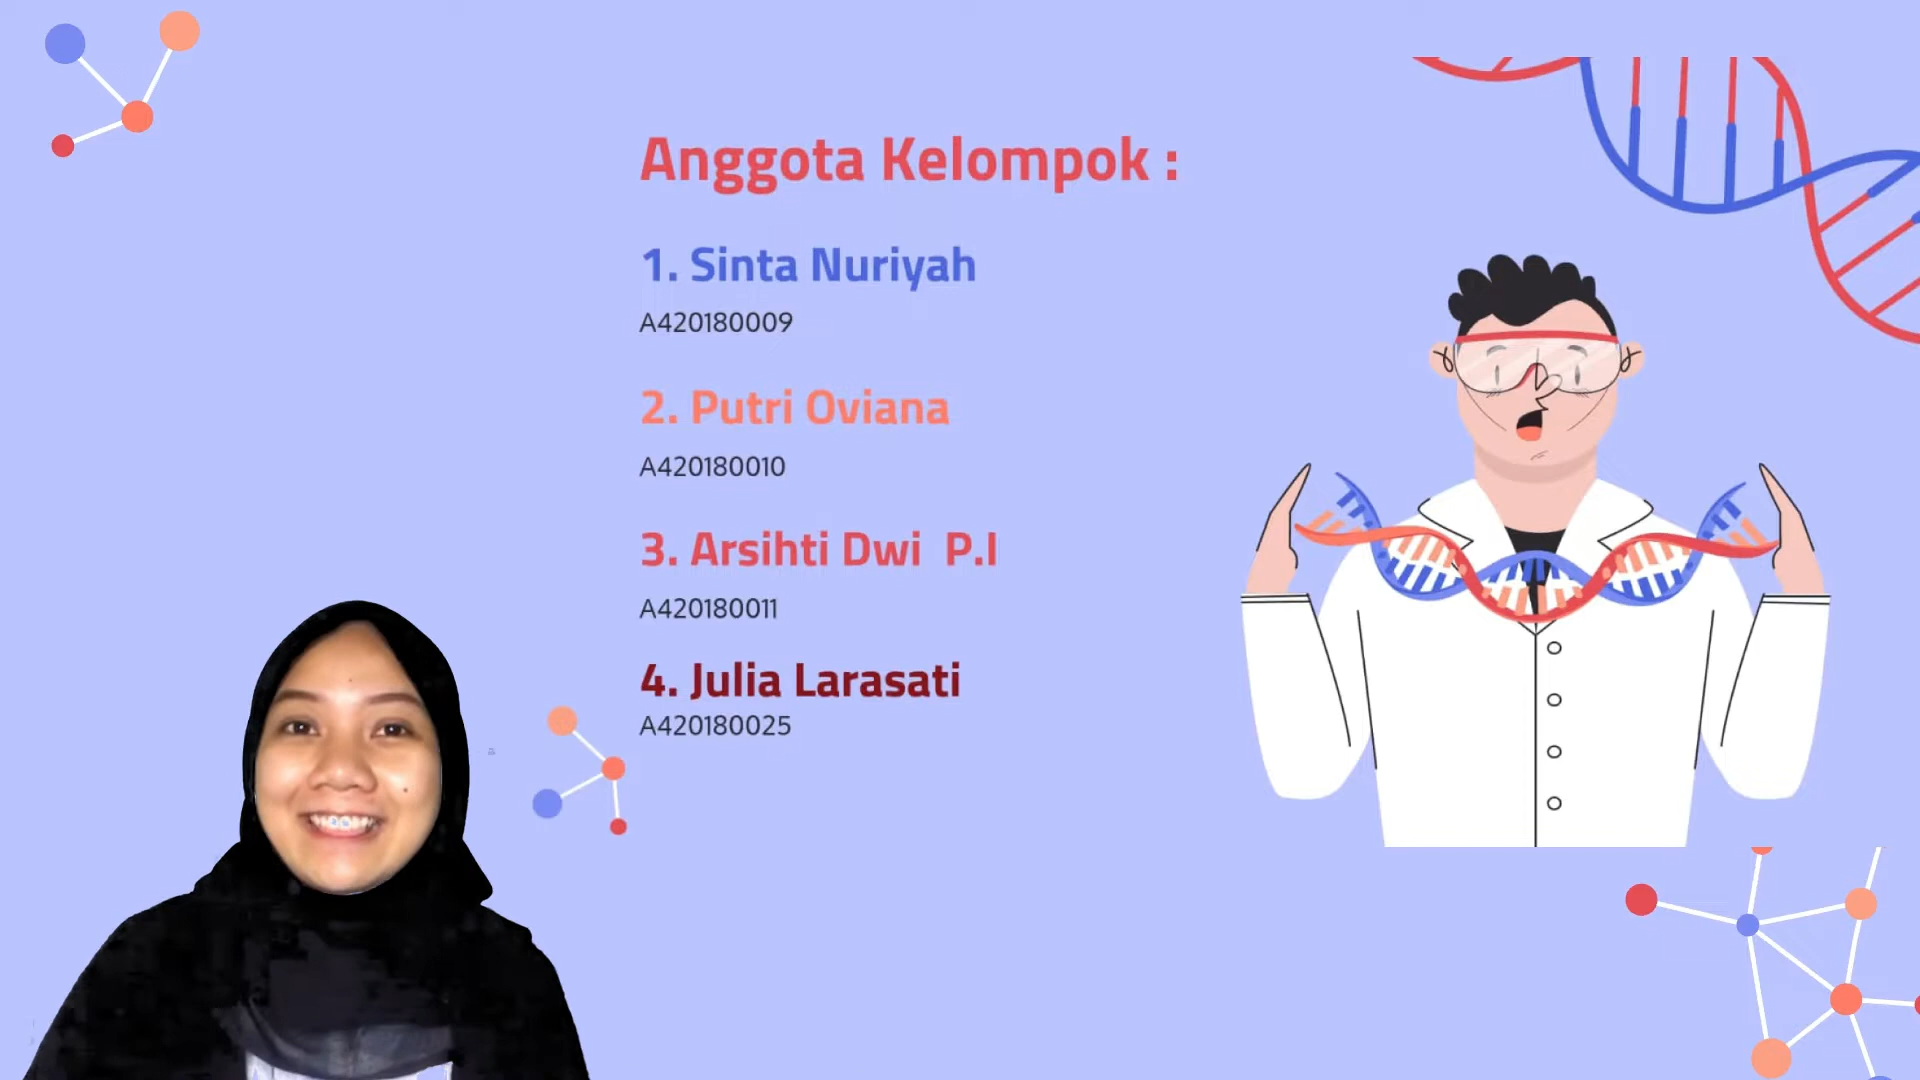 Anggota Kelompok :
1. Sinta Nuriyah
A420180009
2. Putri Oviana
A420180010
3. Arsihti Dwi P.I
A420180011
4. Julia Larasati
A420180025